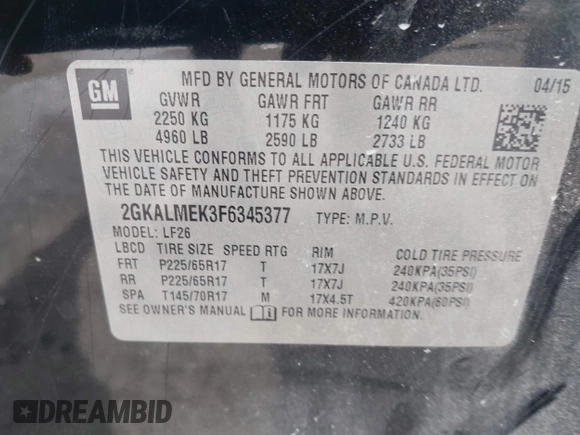 GM
MFD BY GENERAL MOTORS OF CANADA LTD. 04/15
GVWR GAWR FRT GAWR RR
2250 KG 1175 KG 1240 KG
4960 LB 2590 LB 2733 LB
THIS VEHICLE CONFORMS TO ALL APPLICABLE U.S. FEDERAL MOTOR
VEHICLE SAFETY AND THEFT PREVENTION STANDARDS IN EFFECT ON THE
DATE OF MANUFACTURE SHOWN ABOVE.
2GKALMEK3F6345377 TYPE: M.P.V.
MODEL: LF26
LBCD TIRE SIZE SPEED RTG RIM COLD TIRE PRESSURE
FRT P225/65R17 T 17X7J 240KPA(35PSI)
RR P225/65R17 T 17X7J 240KPA(35PSI)
SPA T145/70R17 M 17X4.5T 420KPA(60PSI)
SEE OWNER'S MANUAL FOR MORE INFORMATION.
DREAMBID